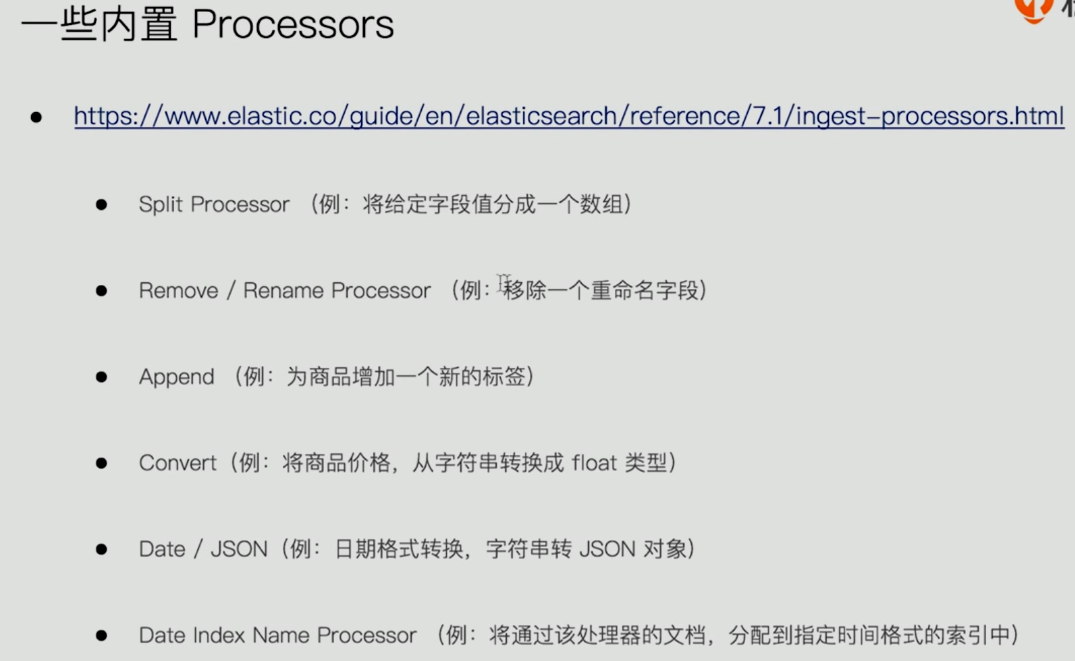 一些内置 Processors
https://www.elastic.co/guide/en/elasticsearch/reference/7.1/ingest-processors.html
Split Processor （例：将给定字段值分成一个数组）
Remove / Rename Processor （例：移除一个重命名字段）
Append （例：为商品增加一个新的标签）
Convert（例：将商品价格，从字符串转换成 float 类型）
Date / JSON（例：日期格式转换，字符串转 JSON 对象）
Date Index Name Processor （例：将通过该处理器的文档，分配到指定时间格式的索引中）